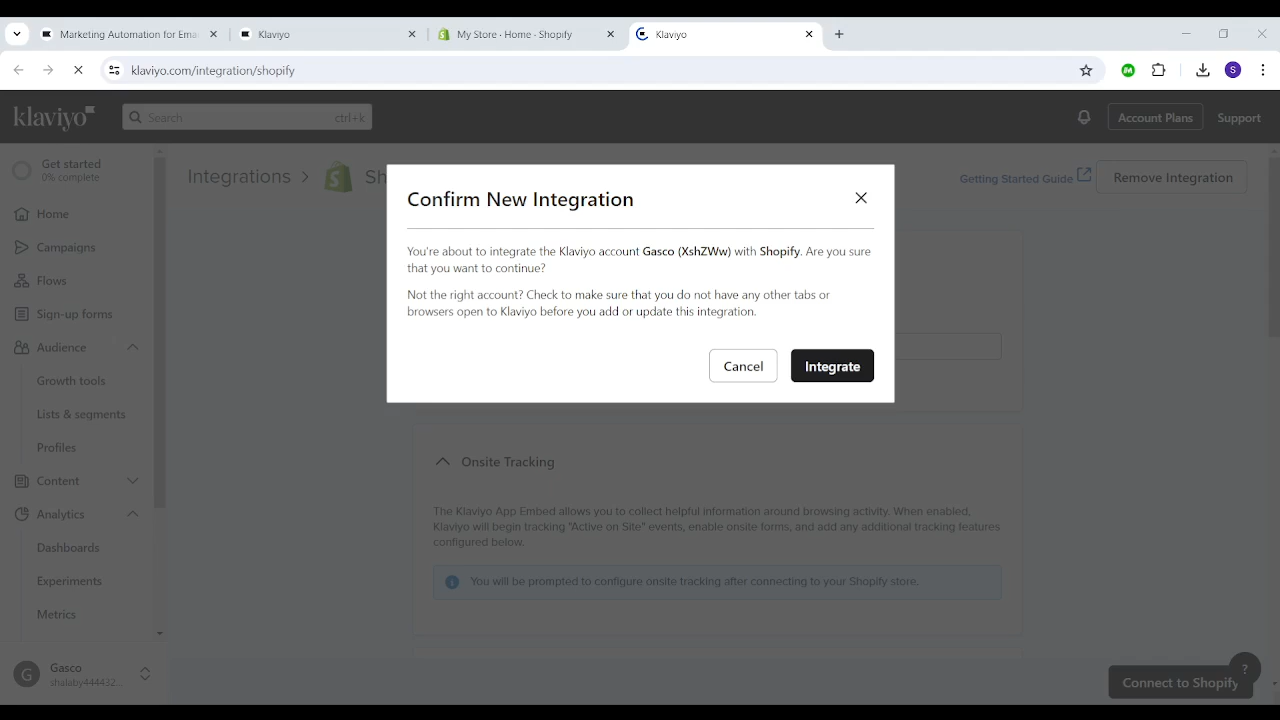 Marketing Automation for Ema
Klaviyo
My Store · Home · Shopify
Klaviyo
klaviyo.com/integration/shopify
S
klaviyo
Search
ctrl+k
Account Plans
Support
Get started
0% complete
Home
Campaigns
Flows
Sign-up forms
Audience
Growth tools
Lists & segments
Profiles
Content
Analytics
Dashboards
Experiments
Metrics
G
Gasco
shalaby444432...
Integrations > Sh
Getting Started Guide
Remove Integration
Confirm New Integration
You're about to integrate the Klaviyo account Gasco (XshZWw) with Shopify. Are you sure
that you want to continue?
Not the right account? Check to make sure that you do not have any other tabs or
browsers open to Klaviyo before you add or update this integration.
Cancel
Integrate
Onsite Tracking
The Klaviyo App Embed allows you to collect helpful information around browsing activity. When enabled,
Klaviyo will begin tracking "Active on Site" events, enable onsite forms, and add any additional tracking features
configured below.
You will be prompted to configure onsite tracking after connecting to your Shopify store.
Connect to Shopify
?